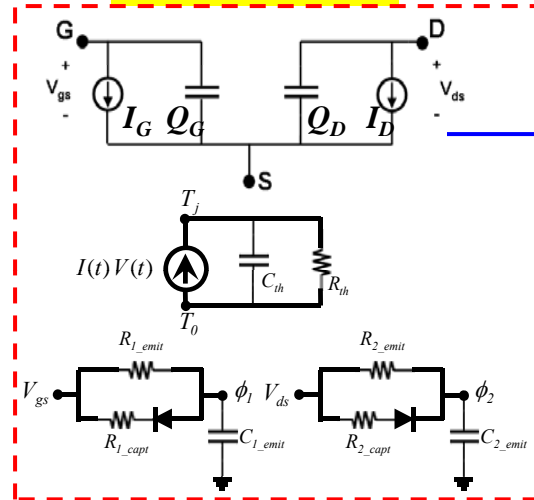 G D
+ +
V_gs V_ds
- -
I_G Q_G Q_D I_D
S
T_j
I(t)V(t) C_th R_th
T_0
R_1_emit R_2_emit
V_gs ϕ_1 V_ds ϕ_2
R_1_capt C_1_emit R_2_capt C_2_emit